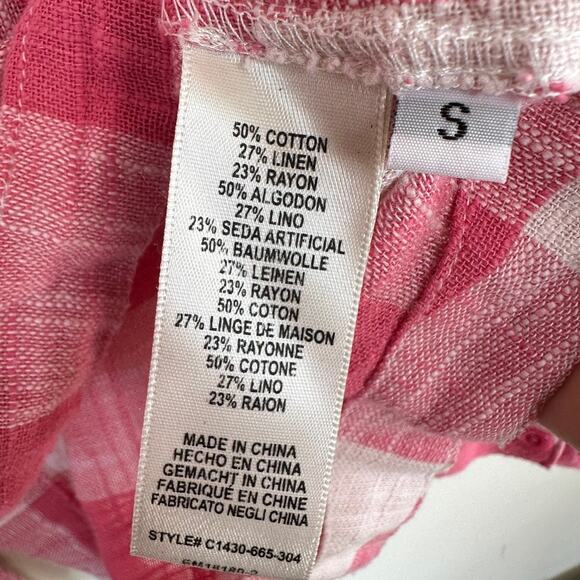 50% COTTON
27% LINEN
23% RAYON
50% ALGODON
27% LINO
23% SEDA ARTIFICIAL
50% BAUMWOLLE
27% LEINEN
23% RAYON
50% COTON
27% LINGE DE MAISON
23% RAYONNE
50% COTONE
27% LINO
23% RAION
MADE IN CHINA
HECHO EN CHINA
GEMACHT IN CHINA
FABRIQUÉ EN CHINE
FABRICATO NEGLI CHINA
STYLE# C1430-665-304
S